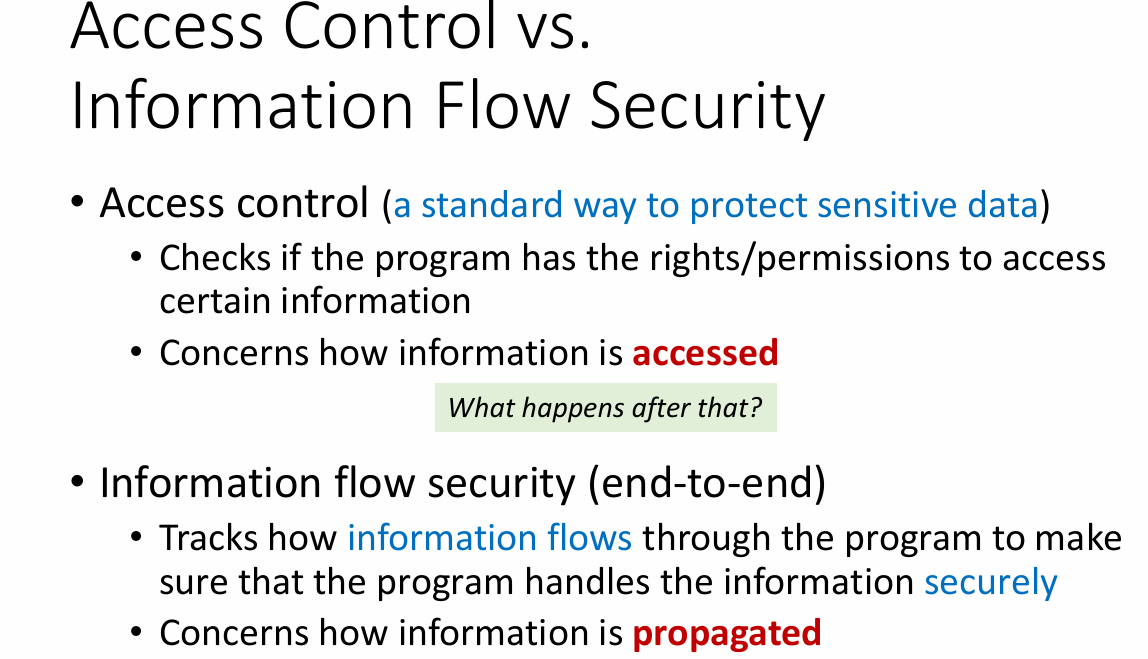 Access Control vs.
Information Flow Security
• Access control (a standard way to protect sensitive data)
• Checks if the program has the rights/permissions to access
certain information
• Concerns how information is accessed
What happens after that?
• Information flow security (end-to-end)
• Tracks how information flows through the program to make
sure that the program handles the information securely
• Concerns how information is propagated